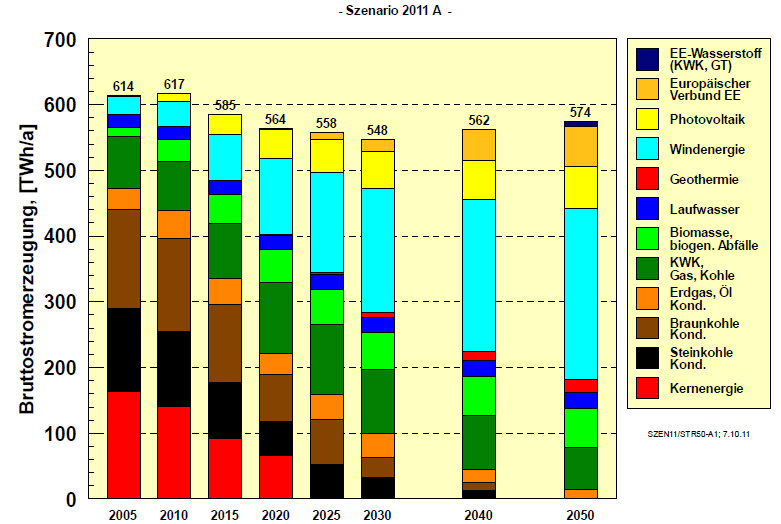 - Szenario 2011 A -
Bruttostromerzeugung, [TWh/a]
700
600
500
400
300
200
100
0
614
617
585
564
558
548
562
574
2005
2010
2015
2020
2025
2030
2040
2050
EE-Wasserstoff
(KWK, GT)
Europäischer
Verbund EE
Photovoltaik
Windenergie
Geothermie
Laufwasser
Biomasse,
biogen. Abfälle
KWK,
Gas, Kohle
Erdgas, Öl
Kond.
Braunkohle
Kond.
Steinkohle
Kond.
Kernenergie
SZEN11/STR50-A1; 7.10.11